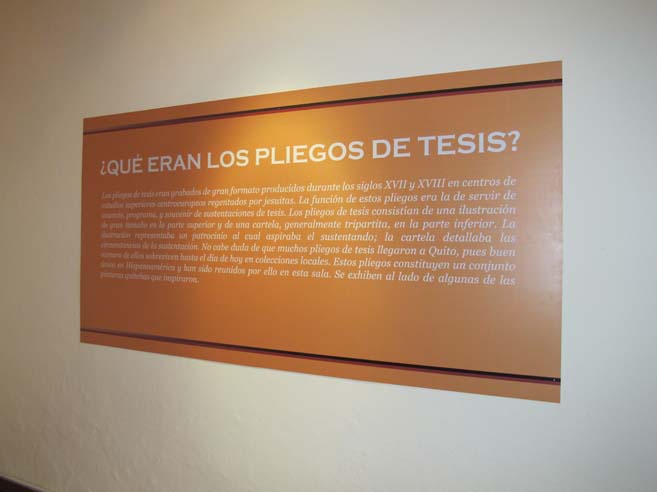 ¿QUÉ ERAN LOS PLIEGOS DE TESIS?
Los pliegos de tesis eran grabados de gran formato producidos durante los siglos XVII y XVIII en centros de
estudios superiores centroeuropeos regentados por jesuitas. La función de estos pliegos era la de servir de
anuncio, programa, y souvenir de sustentaciones de tesis. Los pliegos de tesis consistían de una ilustración
de gran tamaño en la parte superior y de una cartela, generalmente tripartita, en la parte inferior. La
ilustración representaba un patrocinio al cual aspiraba el sustentando; la cartela detallaba las
circunstancias de la sustentación. No cabe duda de que muchos pliegos de tesis llegaron a Quito, pues buen
número de ellos sobreviven hasta el día de hoy en colecciones locales. Estos pliegos constituyen un conjunto
único en Hispanoamérica y han sido reunidos por ello en esta sala. Se exhiben al lado de algunas de las
pinturas quiteñas que inspiraron.